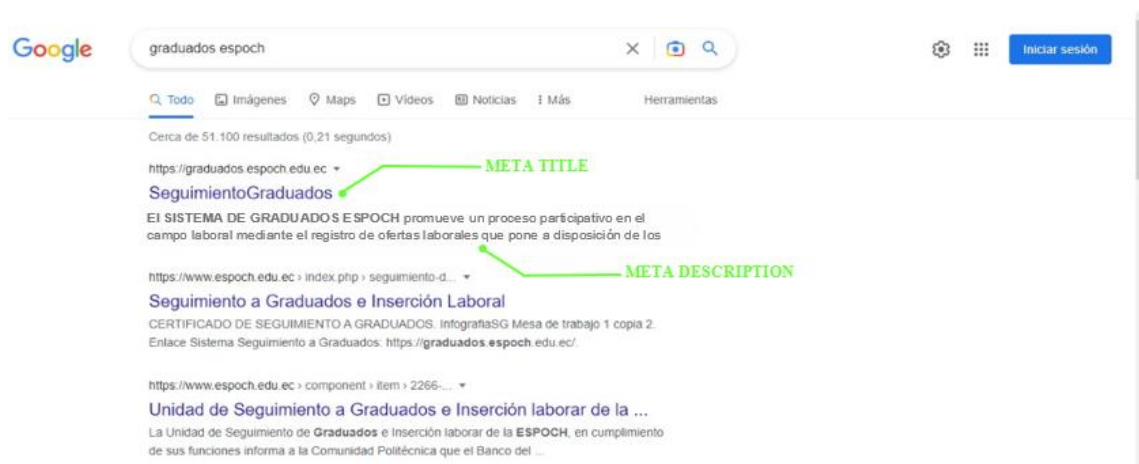 Google
graduados espoch
Iniciar sesión
Todo Imágenes Maps Vídeos Noticias Más Herramientas
Cerca de 51.100 resultados (0,21 segundos)
https://graduados.espoch.edu.ec
META TITLE
SeguimientoGraduados
El SISTEMA DE GRADUADOS ESPOCH promueve un proceso participativo en el
campo laboral mediante el registro de ofertas laborales que pone a disposición de los
META DESCRIPTION
https://www.espoch.edu.ec › index.php › seguimiento-d...
Seguimiento a Graduados e Inserción Laboral
CERTIFICADO DE SEGUIMIENTO A GRADUADOS. InfografiaSG Mesa de trabajo 1 copia 2.
Enlace Sistema Seguimiento a Graduados: https://graduados.espoch.edu.ec/.
https://www.espoch.edu.ec › component › item › 2266-...
Unidad de Seguimiento a Graduados e Inserción laborar de la ...
La Unidad de Seguimiento de Graduados e Inserción laborar de la ESPOCH, en cumplimiento
de sus funciones informa a la Comunidad Politécnica que el Banco del ...